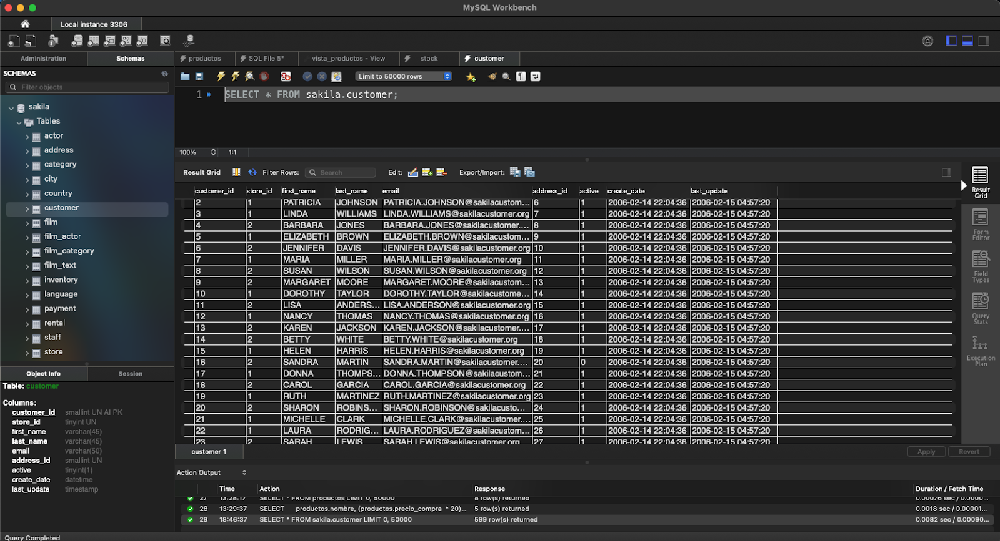 MySQL Workbench
Local instance 3306
Administration Schemas
productos SQL File 5* vista_productos - View stock customer
SCHEMAS
Filter objects
Limit to 50000 rows
1 SELECT * FROM sakila.customer;
sakila
Tables
actor
address
category
city
country
customer
film
film_actor
film_category
film_text
inventory
language
payment
rental
staff
store
100% 1:1
Result Grid Filter Rows: Search Edit: Export/Import:
customer_id store_id first_name last_name email address_id active create_date last_update
2 1 PATRICIA JOHNSON PATRICIA.JOHNSON@sakilacustom... 6 1 2006-02-14 22:04:36 2006-02-15 04:57:20
3 1 LINDA WILLIAMS LINDA.WILLIAMS@sakilacustomer.org 7 1 2006-02-14 22:04:36 2006-02-15 04:57:20
4 2 BARBARA JONES BARBARA.JONES@sakilacustomer.... 8 1 2006-02-14 22:04:36 2006-02-15 04:57:20
5 1 ELIZABETH BROWN ELIZABETH.BROWN@sakilacustom... 9 1 2006-02-14 22:04:36 2006-02-15 04:57:20
6 2 JENNIFER DAVIS JENNIFER.DAVIS@sakilacustomer.org 10 1 2006-02-14 22:04:36 2006-02-15 04:57:20
7 1 MARIA MILLER MARIA.MILLER@sakilacustomer.org 11 1 2006-02-14 22:04:36 2006-02-15 04:57:20
8 2 SUSAN WILSON SUSAN.WILSON@sakilacustomer.org 12 1 2006-02-14 22:04:36 2006-02-15 04:57:20
9 2 MARGARET MOORE MARGARET.MOORE@sakilacustom... 13 1 2006-02-14 22:04:36 2006-02-15 04:57:20
10 1 DOROTHY TAYLOR DOROTHY.TAYLOR@sakilacustome... 14 1 2006-02-14 22:04:36 2006-02-15 04:57:20
11 2 LISA ANDERS... LISA.ANDERSON@sakilacustomer.org 15 1 2006-02-14 22:04:36 2006-02-15 04:57:20
12 1 NANCY THOMAS NANCY.THOMAS@sakilacustomer.org 16 1 2006-02-14 22:04:36 2006-02-15 04:57:20
13 2 KAREN JACKSON KAREN.JACKSON@sakilacustomer.... 17 1 2006-02-14 22:04:36 2006-02-15 04:57:20
14 2 BETTY WHITE BETTY.WHITE@sakilacustomer.org 18 1 2006-02-14 22:04:36 2006-02-15 04:57:20
15 1 HELEN HARRIS HELEN.HARRIS@sakilacustomer.org 19 1 2006-02-14 22:04:36 2006-02-15 04:57:20
16 2 SANDRA MARTIN SANDRA.MARTIN@sakilacustomer.... 20 0 2006-02-14 22:04:36 2006-02-15 04:57:20
17 1 DONNA THOMPS... DONNA.THOMPSON@sakilacustom... 21 1 2006-02-14 22:04:36 2006-02-15 04:57:20
18 2 CAROL GARCIA CAROL.GARCIA@sakilacustomer.org 22 1 2006-02-14 22:04:36 2006-02-15 04:57:20
19 1 RUTH MARTINEZ RUTH.MARTINEZ@sakilacustomer.org 23 1 2006-02-14 22:04:36 2006-02-15 04:57:20
20 2 SHARON ROBINS... SHARON.ROBINSON@sakilacusto... 24 1 2006-02-14 22:04:36 2006-02-15 04:57:20
21 1 MICHELLE CLARK MICHELLE.CLARK@sakilacustomer.org 25 1 2006-02-14 22:04:36 2006-02-15 04:57:20
22 1 LAURA RODRIG... LAURA.RODRIGUEZ@sakilacustom... 26 1 2006-02-14 22:04:36 2006-02-15 04:57:20
23 2 SARAH LEWIS SARAH.LEWIS@sakilacustomer.org 27 1 2006-02-14 22:04:36 2006-02-15 04:57:20
Result Grid
Form Editor
Field Types
Query Stats
Execution Plan
Object Info Session
Table: customer
Columns:
customer_id smallint UN AI PK
store_id tinyint UN
first_name varchar(45)
last_name varchar(45)
email varchar(50)
address_id smallint UN
active tinyint(1)
create_date datetime
last_update timestamp
customer 1 Apply Revert
Action Output
Time Action Response Duration / Fetch Time
27 13:28:17 SELECT * FROM productos LIMIT 0, 50000 8 row(s) returned 0.00076 sec / 0.0000...
28 13:29:37 SELECT productos.nombre, (productos.precio_compra * 20)... 5 row(s) returned 0.0018 sec / 0.00001...
29 18:46:37 SELECT * FROM sakila.customer LIMIT 0, 50000 599 row(s) returned 0.0082 sec / 0.00090...
Query Completed